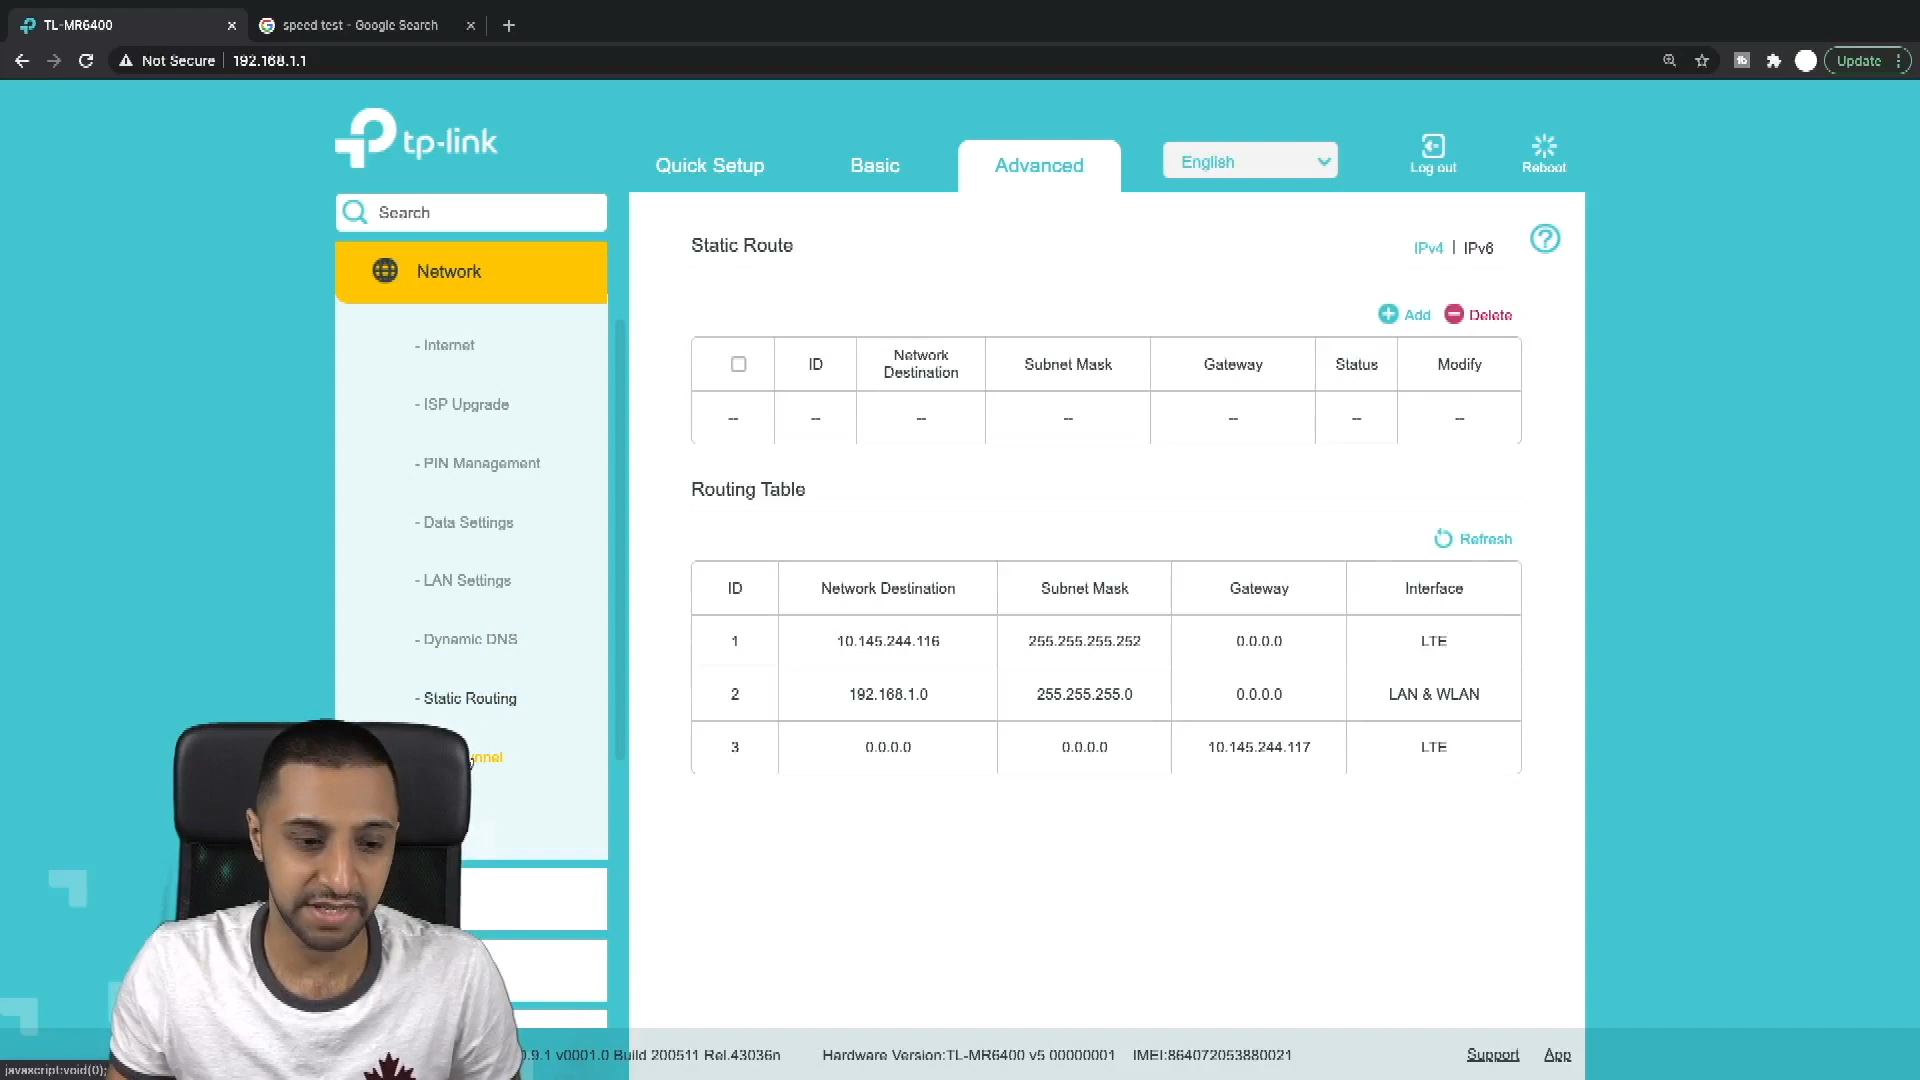 TL-MR6400
speed test - Google Search
Not Secure
192.168.1.1
Update
tp-link
Quick Setup
Basic
Advanced
English
Log out
Reboot
Search
Network
- Internet
- ISP Upgrade
- PIN Management
- Data Settings
- LAN Settings
- Dynamic DNS
- Static Routing
Static Route
IPv4 | IPv6
Add
Delete
ID
Network Destination
Subnet Mask
Gateway
Status
Modify
-- -- -- -- -- -- --
Routing Table
Refresh
ID Network Destination Subnet Mask Gateway Interface
1 10.145.244.116 255.255.255.252 0.0.0.0 LTE
2 192.168.1.0 255.255.255.0 0.0.0.0 LAN & WLAN
3 0.0.0.0 0.0.0.0 10.145.244.117 LTE
.9.1 v0001.0 Build 200511 Rel.43036n
Hardware Version:TL-MR6400 v5 00000001
IMEI:864072053880021
Support
App
javascript:void(0);